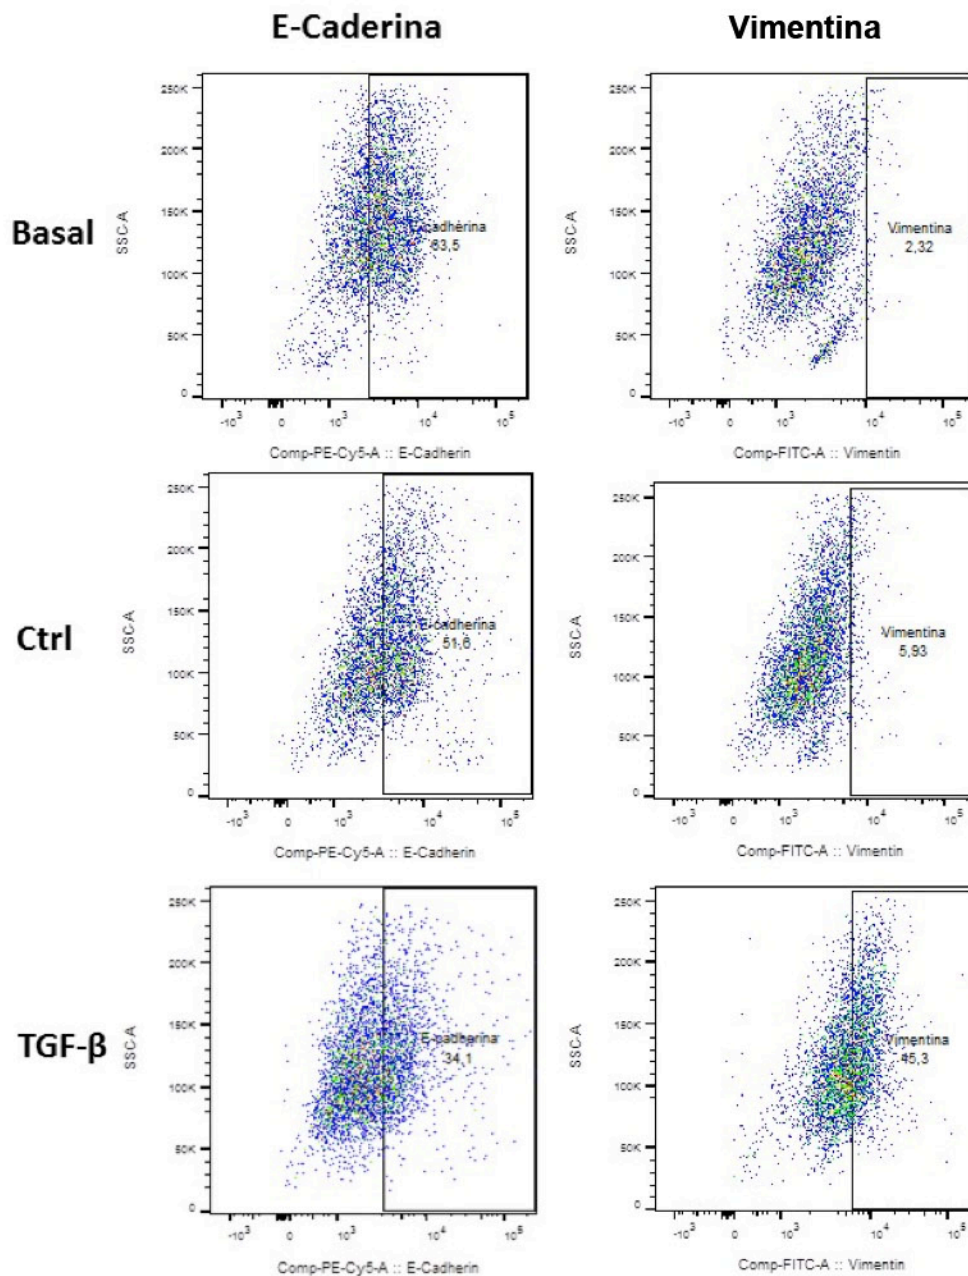 E-Caderina
Vimentina
Basal
250K
200K
150K
100K
50K
0
SSC-A
cadherina
63,5
-10³
0
10³
10⁴
10⁵
Comp-PE-Cy5-A :: E-Cadherin
250K
200K
150K
100K
50K
0
SSC-A
Vimentina
2,32
-10³
0
10³
10⁴
10⁵
Comp-FITC-A :: Vimentin
Ctrl
250K
200K
150K
100K
50K
0
SSC-A
E-cadherina
51,6
-10³
0
10³
10⁴
10⁵
Comp-PE-Cy5-A :: E-Cadherin
250K
200K
150K
100K
50K
0
SSC-A
Vimentina
5,93
-10³
0
10³
10⁴
10⁵
Comp-FITC-A :: Vimentin
TGF-β
250K
200K
150K
100K
50K
0
SSC-A
E-cadherina
34,1
-10³
0
10³
10⁴
10⁵
Comp-PE-Cy5-A :: E-Cadherin
250K
200K
150K
100K
50K
0
SSC-A
Vimentina
45,3
-10³
0
10³
10⁴
10⁵
Comp-FITC-A :: Vimentin